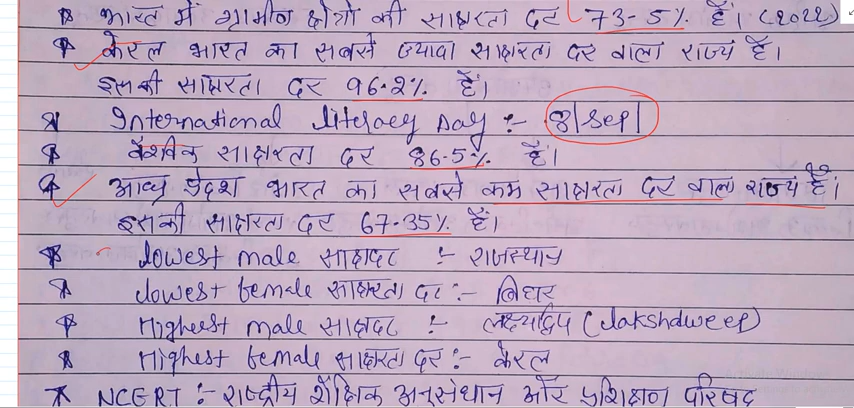 भारत में ग्रामीण क्षेत्रों की साक्षरता दर 73-5% है। (2022)
केरल भारत का सबसे ज्यादा साक्षरता दर वाला राज्य है।
इसकी साक्षरता दर 96.2% है।
International literacy Day :- 8|sep|
वैश्विक साक्षरता दर 86.5% है।
आन्ध्र प्रदेश भारत का सबसे कम साक्षरता दर वाला राज्य है।
इसकी साक्षरता दर 67.35% है।
lowest male साक्षदर :- राजस्थान
lowest female साक्षरता दर :- बिहार
Highest male साक्षदर :- लक्ष्यद्विप (lakshdweep)
Highest female साक्षरता दर :- केरल
NCERT :- राष्ट्रीय शैक्षिक अनुसंधान और प्रशिक्षण परिषद